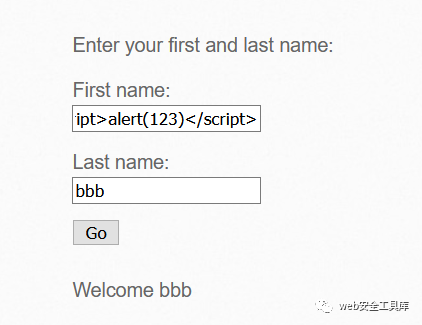 Enter your first and last name:
First name:
ipt>alert(123)</script>
Last name:
bbb
Go
Welcome bbb
web安全工具库